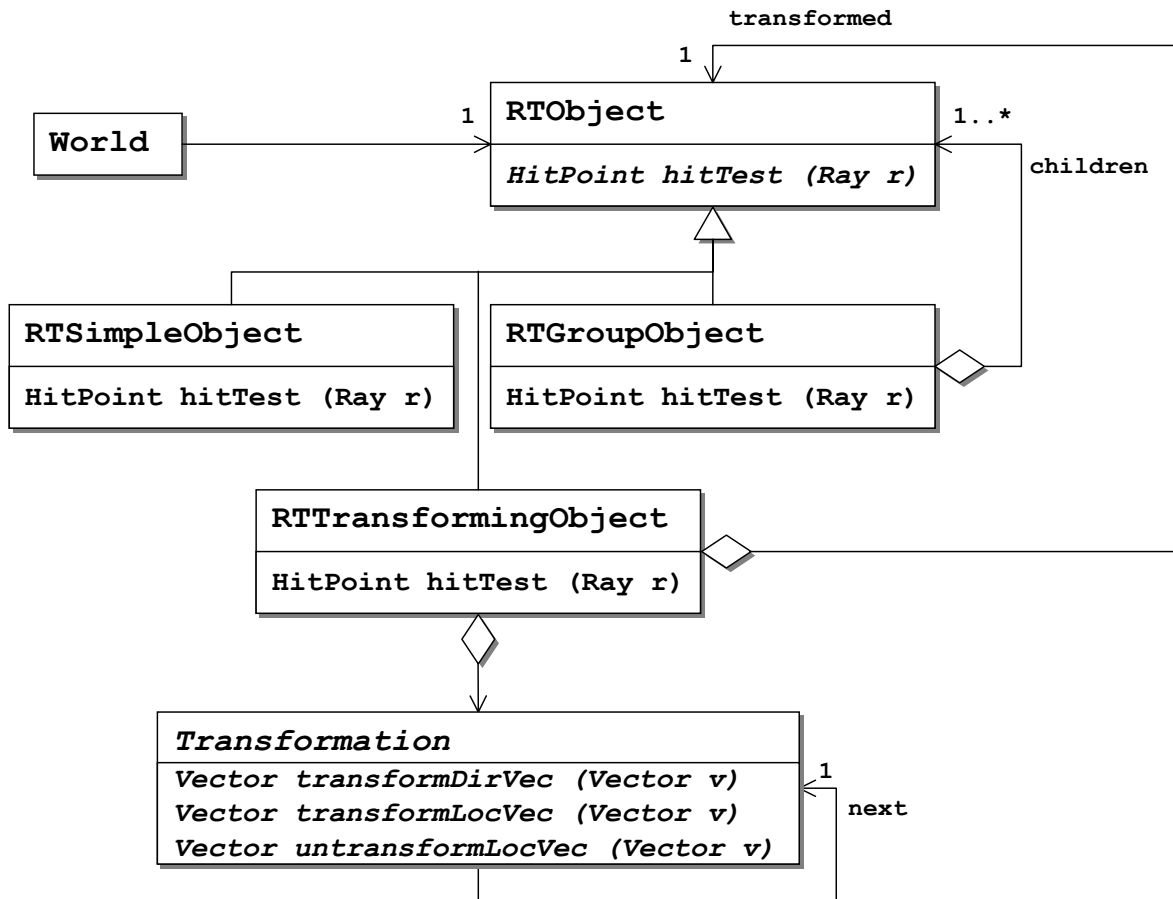 transformed
1
RTObject
1
1..*
World
HitPoint hitTest (Ray r)
children
RTSimpleObject
RTGroupObject
HitPoint hitTest (Ray r)
HitPoint hitTest (Ray r)
RTTransformingObject
HitPoint hitTest (Ray r)
Transformation
Vector transformDirVec (Vector v)
1
Vector transformLocVec (Vector v)
next
Vector untransformLocVec (Vector v)